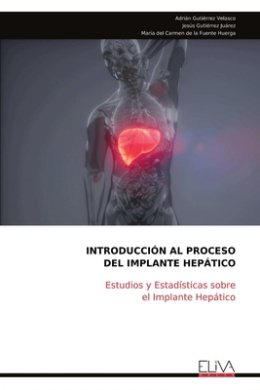 Adrián Gutiérrez Velasco
Jesús Gutiérrez Juárez
María del Carmen de la Fuente Huerga
INTRODUCCIÓN AL PROCESO
DEL IMPLANTE HEPÁTICO
Estudios y Estadísticas sobre
el Implante Hepático
ELIVA
PRESS